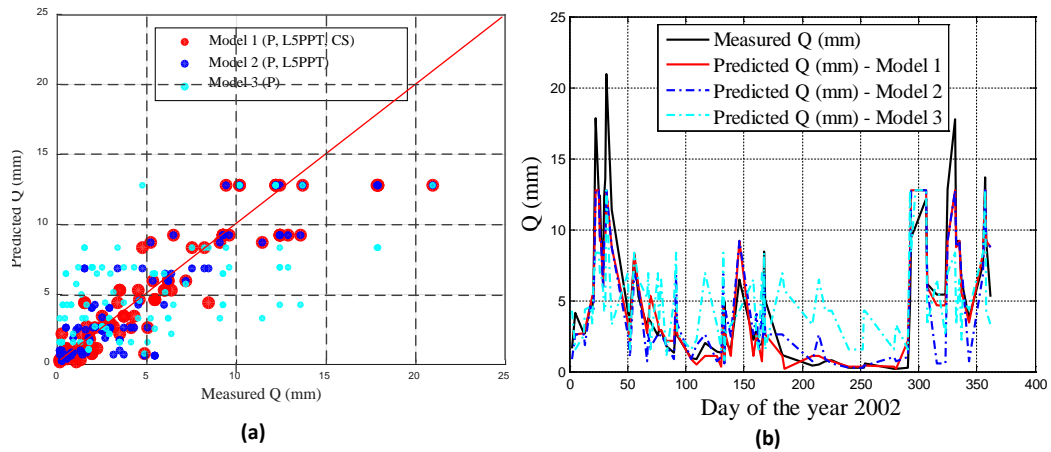 25
20
15
10
5
0
Predicted Q (mm)
Model 1 (P, L5PPT, CS)
Model 2 (P, L5PPT)
Model 3 (P)
0 5 10 15 20 25
Measured Q (mm)
(a)
25
20
15
10
5
0
Q (mm)
Measured Q (mm)
Predicted Q (mm) - Model 1
Predicted Q (mm) - Model 2
Predicted Q (mm) - Model 3
0 50 100 150 200 250 300 350 400
Day of the year 2002
(b)